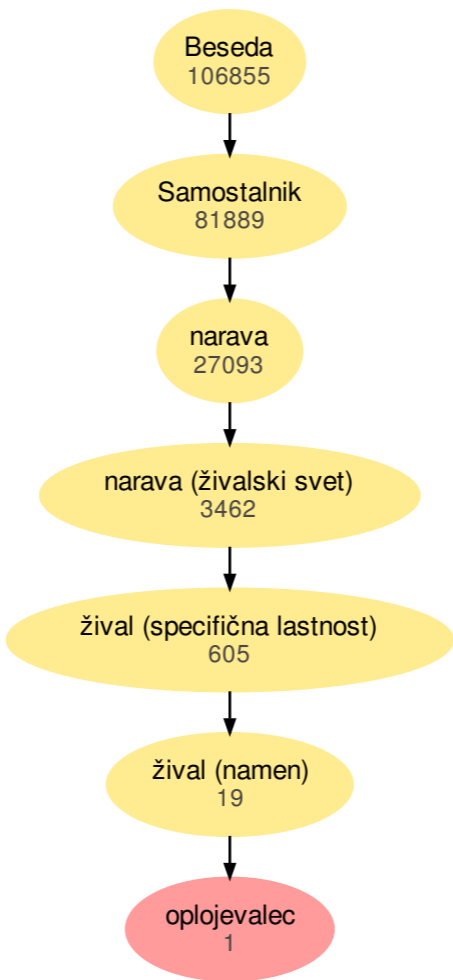 Beseda
106855
Samostalnik
81889
narava
27093
narava (živalski svet)
3462
žival (specifična lastnost)
605
žival (namen)
19
oplojevalec
1